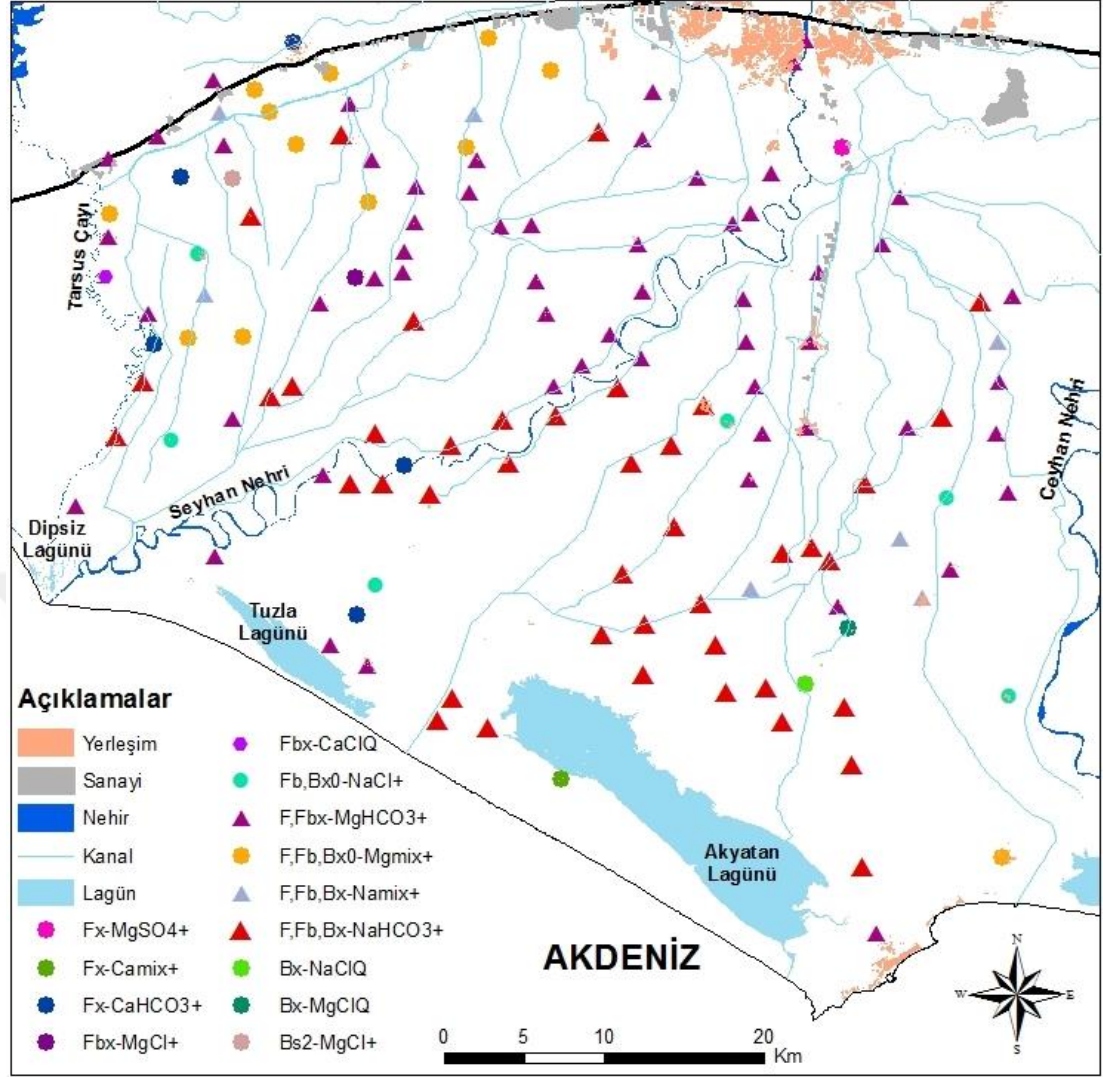 Tarsus Çayı
Seyhan Nehri
Ceyhan Nehri
Dipsiz
Lagünü
Tuzla
Lagünü
Akyatan
Lagünü
AKDENİZ
Açıklamalar
Yerleşim
Sanayi
Nehir
Kanal
Lagün
Fx-MgSO4+
Fx-Camix+
Fx-CaHCO3+
Fbx-MgCl+
Fbx-CaClQ
Fb,Bx0-NaCl+
F,Fbx-MgHCO3+
F,Fb,Bx0-Mgmix+
F,Fb,Bx-Namix+
F,Fb,Bx-NaHCO3+
Bx-NaClQ
Bx-MgClQ
Bs2-MgCl+
0 5 10 20
Km
N
W E
S